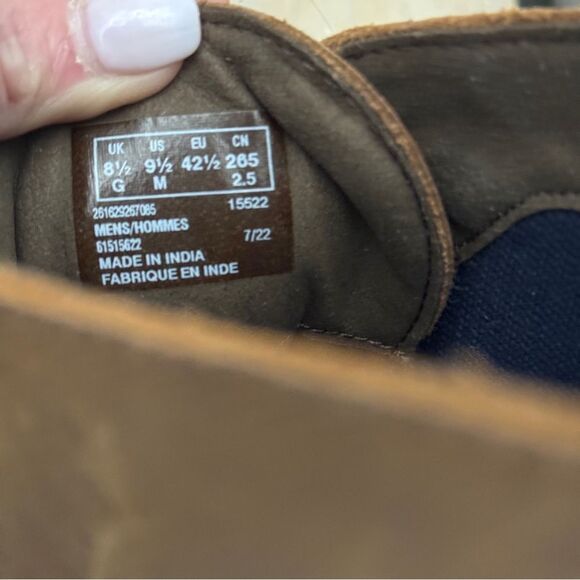 UK US EU CN
8½ 9½ 42½ 265
G M 2.5
261629267085 15522
MENS/HOMMES
61515622 7/22
MADE IN INDIA
FABRIQUE EN INDE